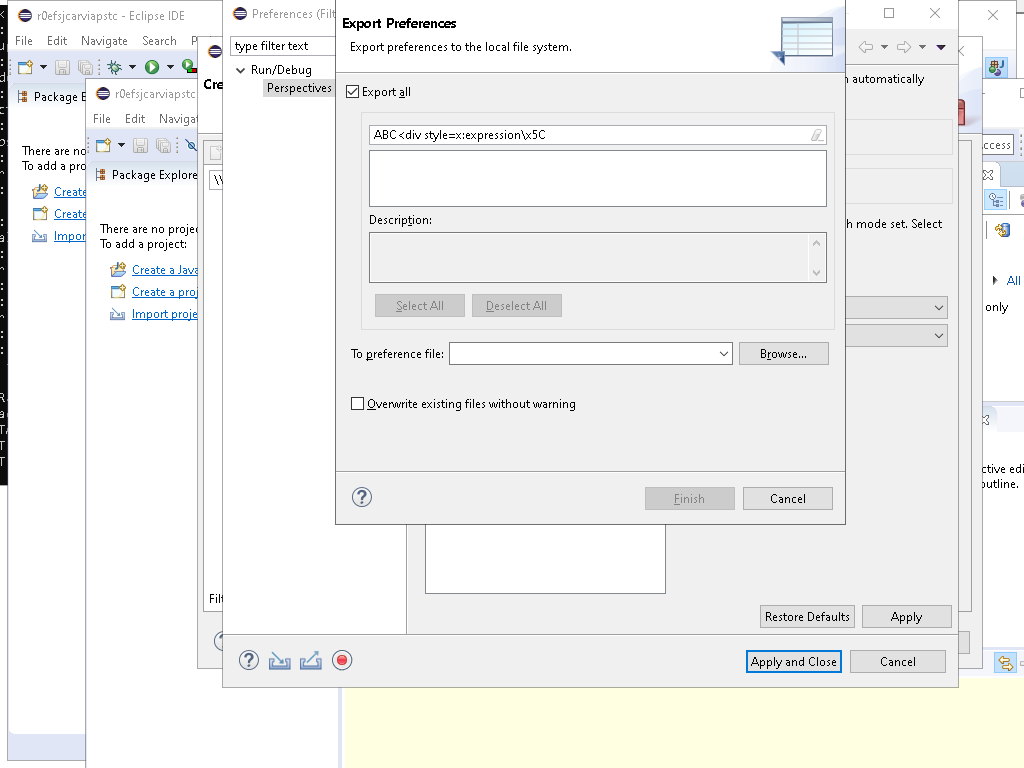 r0efsjcarviapstc - Eclipse IDE
File Edit Navigate Search
Package E
There are no
To add a pro
Create
Create
Import
r0efsjcarviapstc
File Edit Navigat
Package Explore
There are no projec
To add a project:
Create a Java
Create a proj
Import proje
Cre
\\
Filt
Preferences (Filt
type filter text
Run/Debug
Perspectives
n automatically
h mode set. Select
Restore Defaults
Apply
Apply and Close
Cancel
Export Preferences
Export preferences to the local file system.
Export all
ABC<div style=x:expression\x5C
Description:
Select All
Deselect All
To preference file:
Browse...
Overwrite existing files without warning
Finish
Cancel
ccess
All
only
ctive edi
outline.